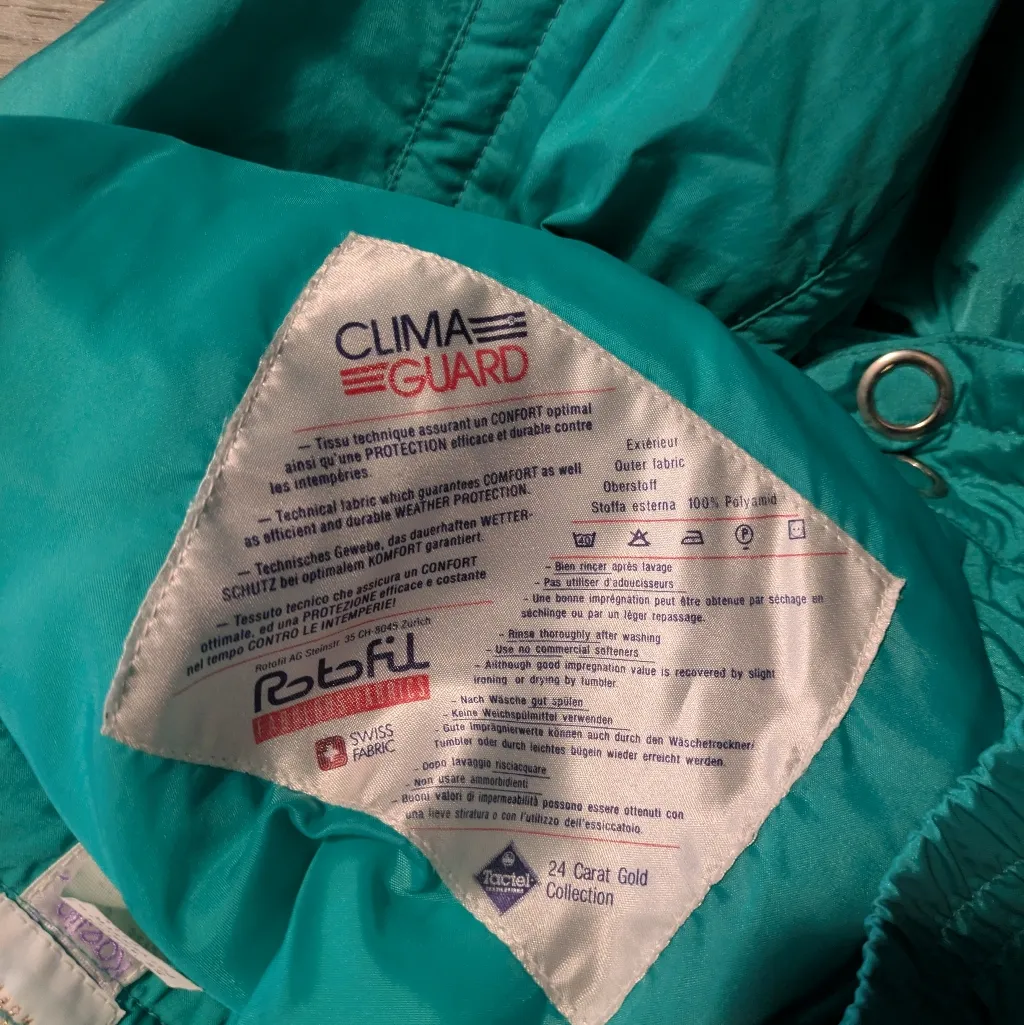 CLIMA
GUARD
— Tissu technique assurant un CONFORT optimal
ainsi qu'une PROTECTION efficace et durable contre
les intempéries.
— Technical fabric which guarantees COMFORT as well
as efficient and durable WEATHER PROTECTION.
— Technisches Gewebe, das dauerhaften WETTER-
SCHUTZ bei optimalem KOMFORT garantiert.
— Tessuto tecnico che assicura un CONFORT
ottimale, ed una PROTEZIONE efficace e costante
nel tempo CONTRO LE INTEMPERIE!
Rotofil AG Steinstr. 35 CH-8045 Zürich
Rotofil
SWISS
FABRIC
Extérieur
Outer fabric
Oberstoff
Stoffa esterna 100% Polyamid
40
P
- Bien rinçer après lavage
- Pas utiliser d'adoucisseurs
- Une bonne imprégnation peut être obtenue par séchage en
séchlinge ou par un léger repassage.
- Rinse thoroughly after washing
- Use no commercial softeners
- Allthough good impregnation value is recovered by slight
ironing or drying by tumbler
- Nach Wäsche gut spülen
- Keine Weichspülmittel verwenden
- Gute Imprägnierwerte können auch durch den Wäschetrockner/
Tumbler oder durch leichtes bügeln wieder erreicht werden.
- Dopo lavaggio risciacquare
- Non usare ammorbidienti
- Buoni valori di impermeabilità possono essere ottenuti con
una lieve stiratura o con l'utilizzo dell'essiccatoio.
Tactel
24 Carat Gold
Collection